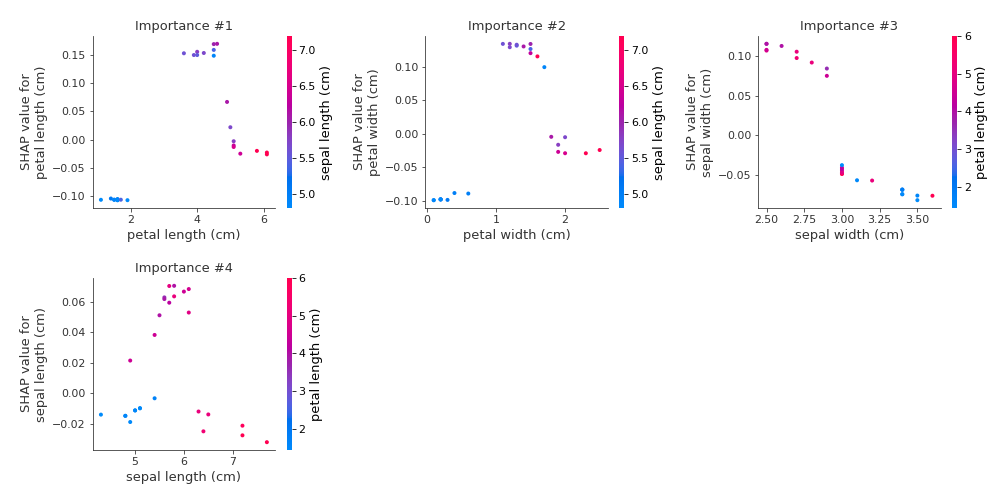 Importance #1
0.15
0.10
0.05
0.00
−0.05
−0.10
SHAP value for
petal length (cm)
2
4
6
petal length (cm)
7.0
6.5
6.0
5.5
5.0
sepal length (cm)
Importance #2
0.10
0.05
0.00
−0.05
−0.10
SHAP value for
petal width (cm)
0
1
2
petal width (cm)
7.0
6.5
6.0
5.5
5.0
sepal length (cm)
Importance #3
0.10
0.05
0.00
−0.05
SHAP value for
sepal width (cm)
2.50
2.75
3.00
3.25
3.50
sepal width (cm)
6
5
4
3
2
petal length (cm)
Importance #4
0.06
0.04
0.02
0.00
−0.02
SHAP value for
sepal length (cm)
5
6
7
sepal length (cm)
6
5
4
3
2
petal length (cm)